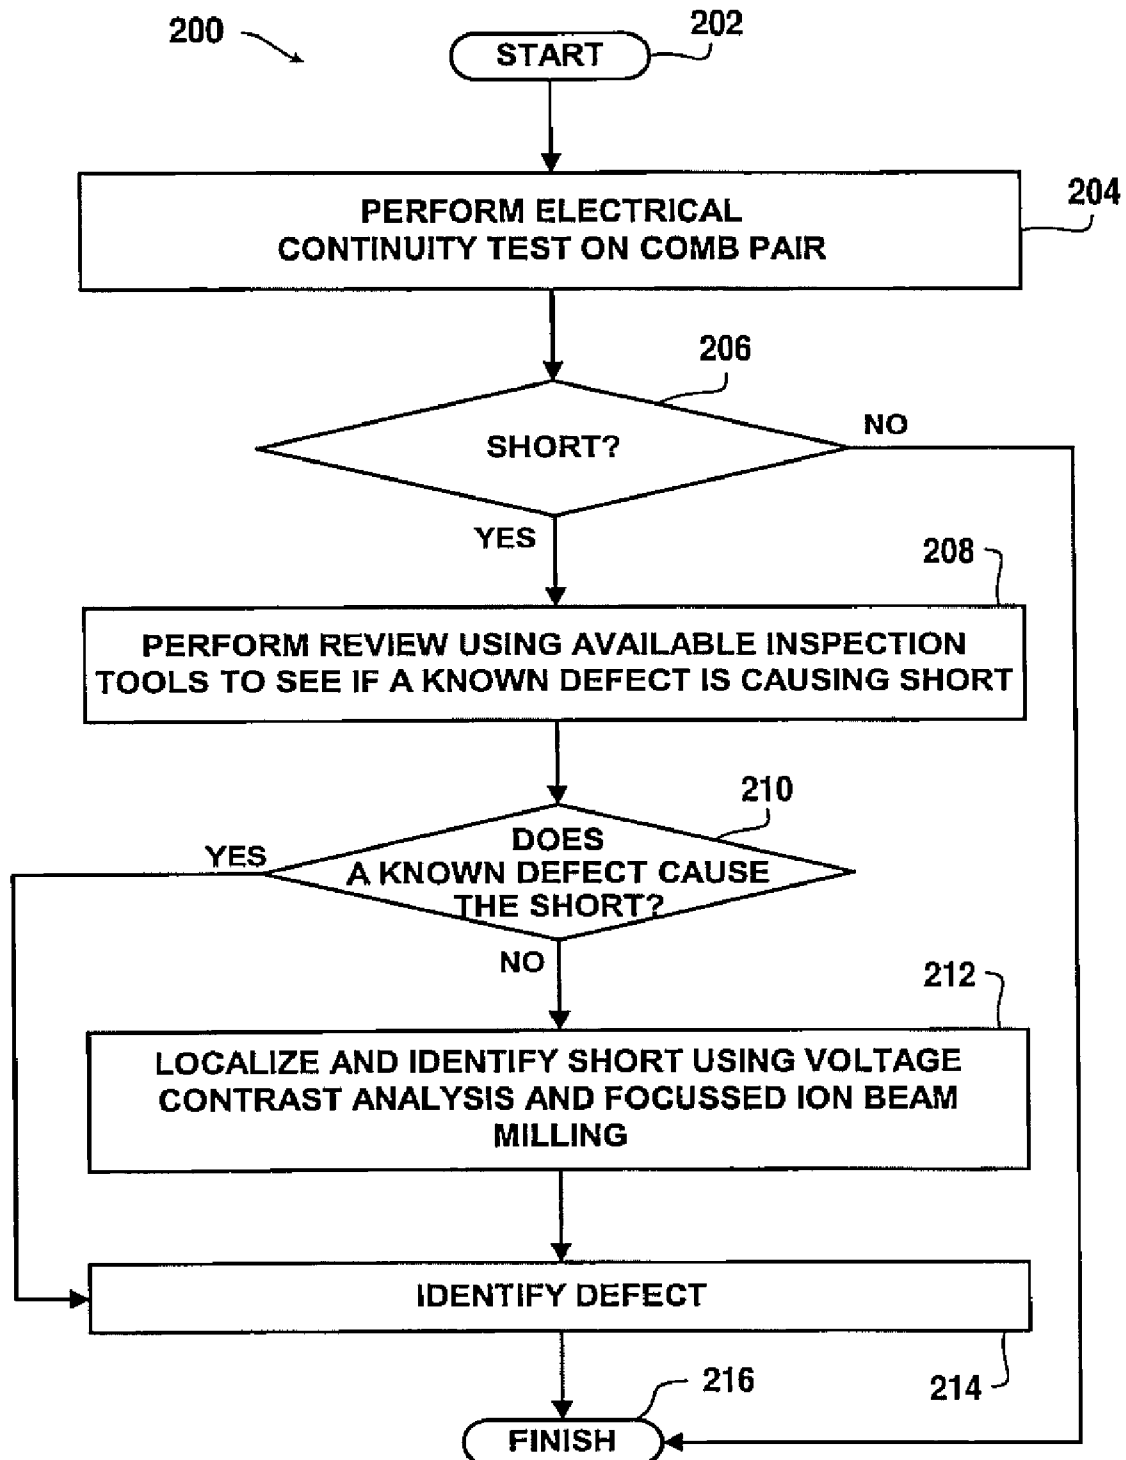 200
START
202
PERFORM ELECTRICAL
CONTINUITY TEST ON COMB PAIR
204
206
SHORT?
NO
YES
208
PERFORM REVIEW USING AVAILABLE INSPECTION
TOOLS TO SEE IF A KNOWN DEFECT IS CAUSING SHORT
210
YES
DOES
A KNOWN DEFECT CAUSE
THE SHORT?
NO
212
LOCALIZE AND IDENTIFY SHORT USING VOLTAGE
CONTRAST ANALYSIS AND FOCUSSED ION BEAM
MILLING
IDENTIFY DEFECT
214
216
FINISH